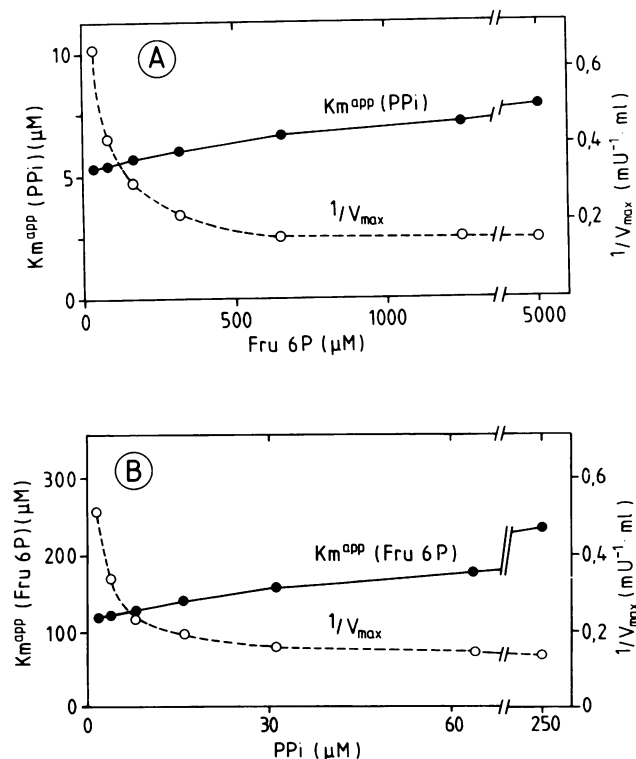 A
10
5
0
Km^app (PPi) (μM)
Km^app (PPi)
1/Vmax
0,6
0,4
0,2
1/Vmax (mU⁻¹· ml)
0
500
1000
5000
Fru 6P (μM)
B
300
200
100
0
Km^app (Fru 6P) (μM)
Km^app (Fru 6P)
1/Vmax
0,6
0,4
0,2
0
1/Vmax (mU⁻¹· ml)
0
30
60
250
PPi (μM)